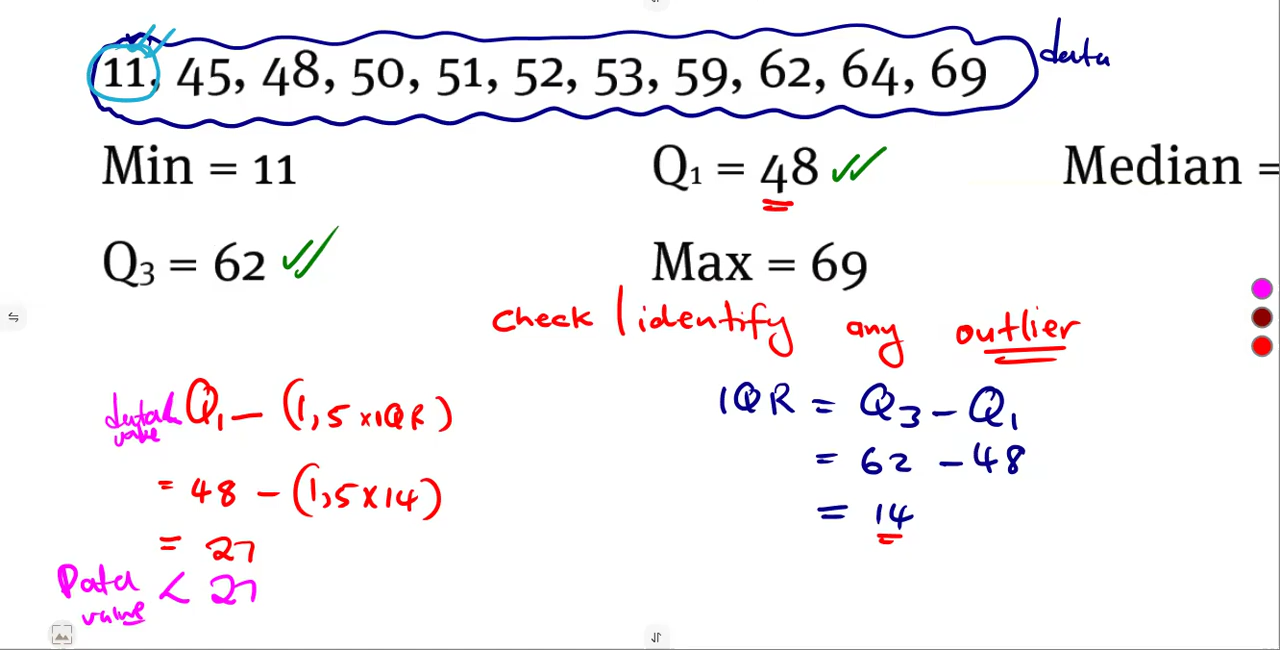 11, 45, 48, 50, 51, 52, 53, 59, 62, 64, 69 data
Min = 11 Q₁ = 48 Median =
Q₃ = 62 Max = 69
check / identify any outlier
data value < Q₁ – (1,5 × IQR) IQR = Q₃ – Q₁
= 48 – (1,5 × 14) = 62 – 48
= 27 = 14
Data value < 27